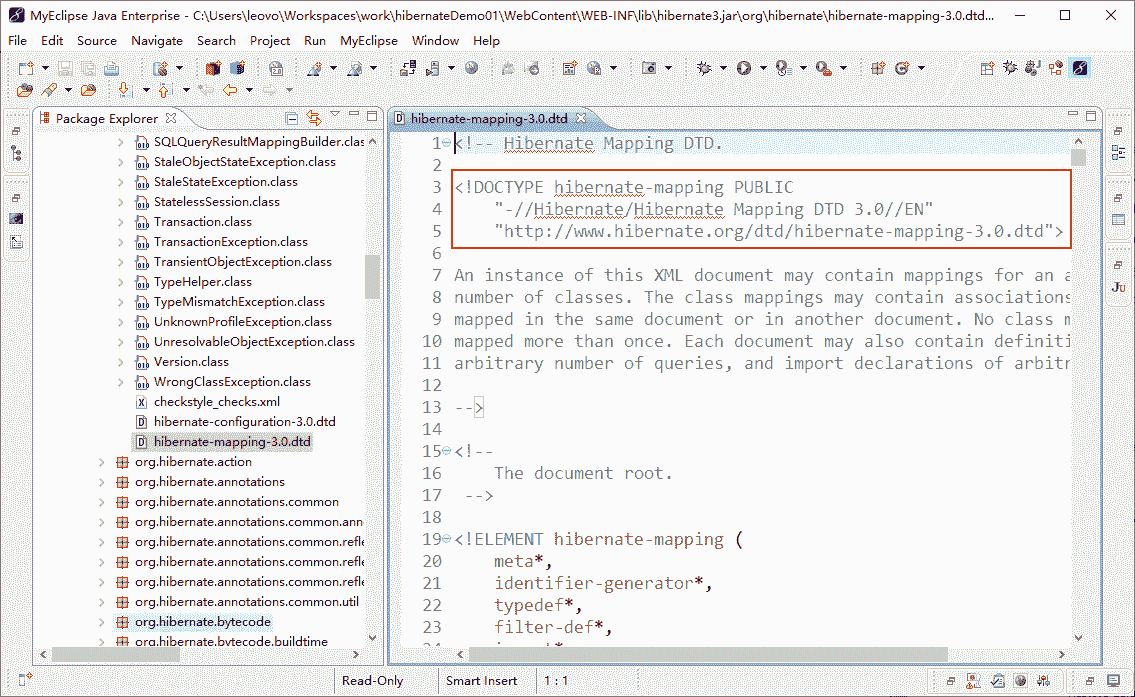 MyEclipse Java Enterprise - C:\Users\leovo\Workspaces\work\hibernateDemo01\WebContent\WEB-INF\lib\hibernate3.jar\org\hibernate\hibernate-mapping-3.0.dtd...
File Edit Source Navigate Search Project Run MyEclipse Window Help
Package Explorer
SQLQueryResultMappingBuilder.clas
StaleObjectStateException.class
StaleStateException.class
StatelessSession.class
Transaction.class
TransactionException.class
TransientObjectException.class
TypeHelper.class
TypeMismatchException.class
UnknownProfileException.class
UnresolvableObjectException.class
Version.class
WrongClassException.class
checkstyle_checks.xml
hibernate-configuration-3.0.dtd
hibernate-mapping-3.0.dtd
org.hibernate.action
org.hibernate.annotations
org.hibernate.annotations.common
org.hibernate.annotations.common.ann
org.hibernate.annotations.common.refle
org.hibernate.annotations.common.refle
org.hibernate.annotations.common.refle
org.hibernate.annotations.common.util
org.hibernate.bytecode
org.hibernate.bytecode.buildtime
hibernate-mapping-3.0.dtd
1 <!-- Hibernate Mapping DTD.
2
3 <!DOCTYPE hibernate-mapping PUBLIC
4 "-//Hibernate/Hibernate Mapping DTD 3.0//EN"
5 "http://www.hibernate.org/dtd/hibernate-mapping-3.0.dtd">
6
7 An instance of this XML document may contain mappings for an a
8 number of classes. The class mappings may contain associations
9 mapped in the same document or in another document. No class m
10 mapped more than once. Each document may also contain definiti
11 arbitrary number of queries, and import declarations of arbitr
12
13 -->
14
15 <!--
16 The document root.
17 -->
18
19 <!ELEMENT hibernate-mapping (
20 meta*,
21 identifier-generator*,
22 typedef*,
23 filter-def*,
Read-Only Smart Insert 1 : 1